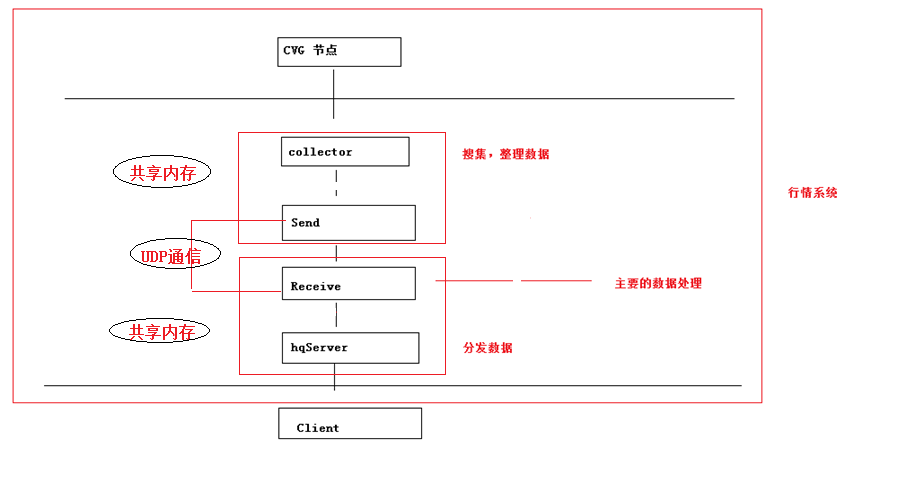 CVG 节点
collector
搜集，整理数据
共享内存
行情系统
Send
UDP通信
Receive
主要的数据处理
共享内存
hqServer
分发数据
Client